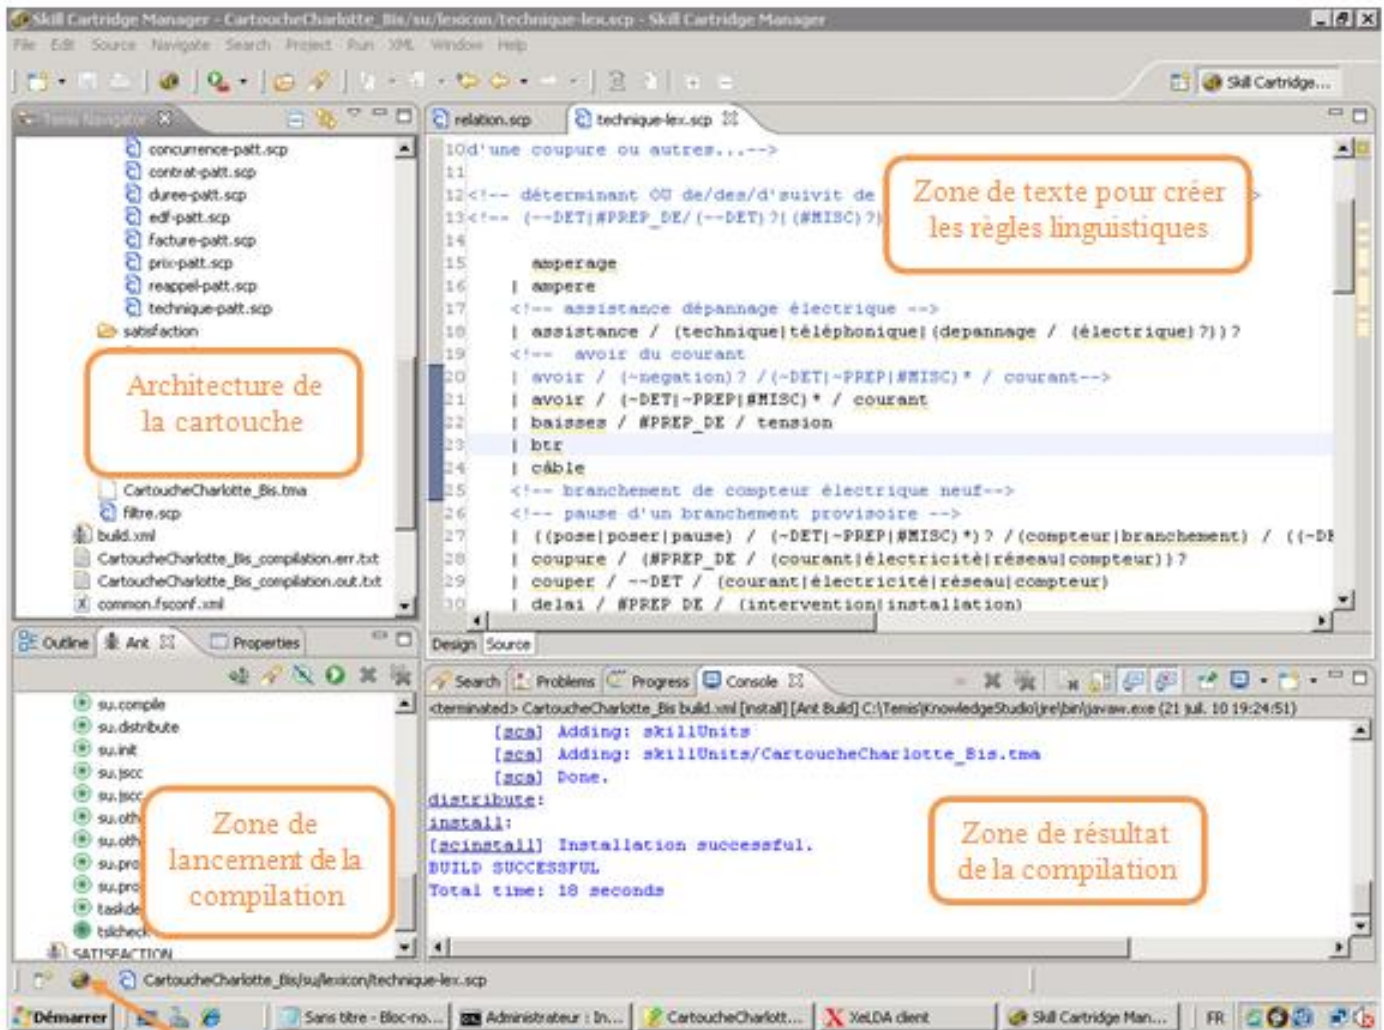 Skill Cartridge Manager - CartoucheCharlotte_Bis/su/lexicon/technique-lex.scp - Skill Cartridge Manager
File Edit Source Navigate Search Project Run XML Window Help
Skill Cartridge...
Temis Navigator
concurrence-patt.scp
contrat-patt.scp
duree-patt.scp
edf-patt.scp
facture-patt.scp
prix-patt.scp
reappel-patt.scp
technique-patt.scp
satisfaction
Architecture de
la cartouche
CartoucheCharlotte_Bis.tma
filtre.scp
build.xml
CartoucheCharlotte_Bis_compilation.err.txt
CartoucheCharlotte_Bis_compilation.out.txt
common.fsconf.xml
relation.scp technique-lex.scp
10 d'une coupure ou autres...-->
11
12 <!-- déterminant OU de/des/d'suivit de
13 <!-- (--DET|#PREP_DE/(--DET)?|(#MISC)?)
14
15 amperage
16 | ampere
17 <!-- assistance dépannage électrique -->
18 | assistance / (technique|téléphonique|(depannage / (électrique)?))?
19 <!-- avoir du courant
20 | avoir / (~negation)? /(~DET|~PREP|#MISC)* / courant-->
21 | avoir / (~DET|~PREP|#MISC)* / courant
22 | baisses / #PREP_DE / tension
23 | btr
24 | câble
25 <!-- branchement de compteur électrique neuf-->
26 <!-- pause d'un branchement provisoire -->
27 | ((pose|poser|pause) / (~DET|~PREP|#MISC)*)? /(compteur|branchement) / ((~DE
28 | coupure / (#PREP_DE / (courant|électricité|réseau|compteur))?
29 | couper / --DET / (courant|électricité|réseau|compteur)
30 | delai / #PREP_DE / (intervention|installation)
Zone de texte pour créer
les règles linguistiques
Design Source
Outline Ant Properties
su.compile
su.distribute
su.init
su.jscc
su.jscc
su.oth
su.oth
su.pro
su.pro
taskde
tslcheck
SATISFACTION
Zone de
lancement de la
compilation
Search Problems Progress Console
<terminated> CartoucheCharlotte_Bis build.xml [install] [Ant Build] C:\Temis\KnowledgeStudio\jre\bin\javaw.exe (21 juil. 10 19:24:51)
[sca] Adding: skillUnits
[sca] Adding: skillUnits/CartoucheCharlotte_Bis.tma
[sca] Done.
distribute:
install:
[scinstall] Installation successful.
BUILD SUCCESSFUL
Total time: 18 seconds
Zone de résultat
de la compilation
CartoucheCharlotte_Bis/su/lexicon/technique-lex.scp
Démarrer Sans titre - Bloc-no... Administrateur : In... CartoucheCharlott... XeLDA client Skill Cartridge Man... FR